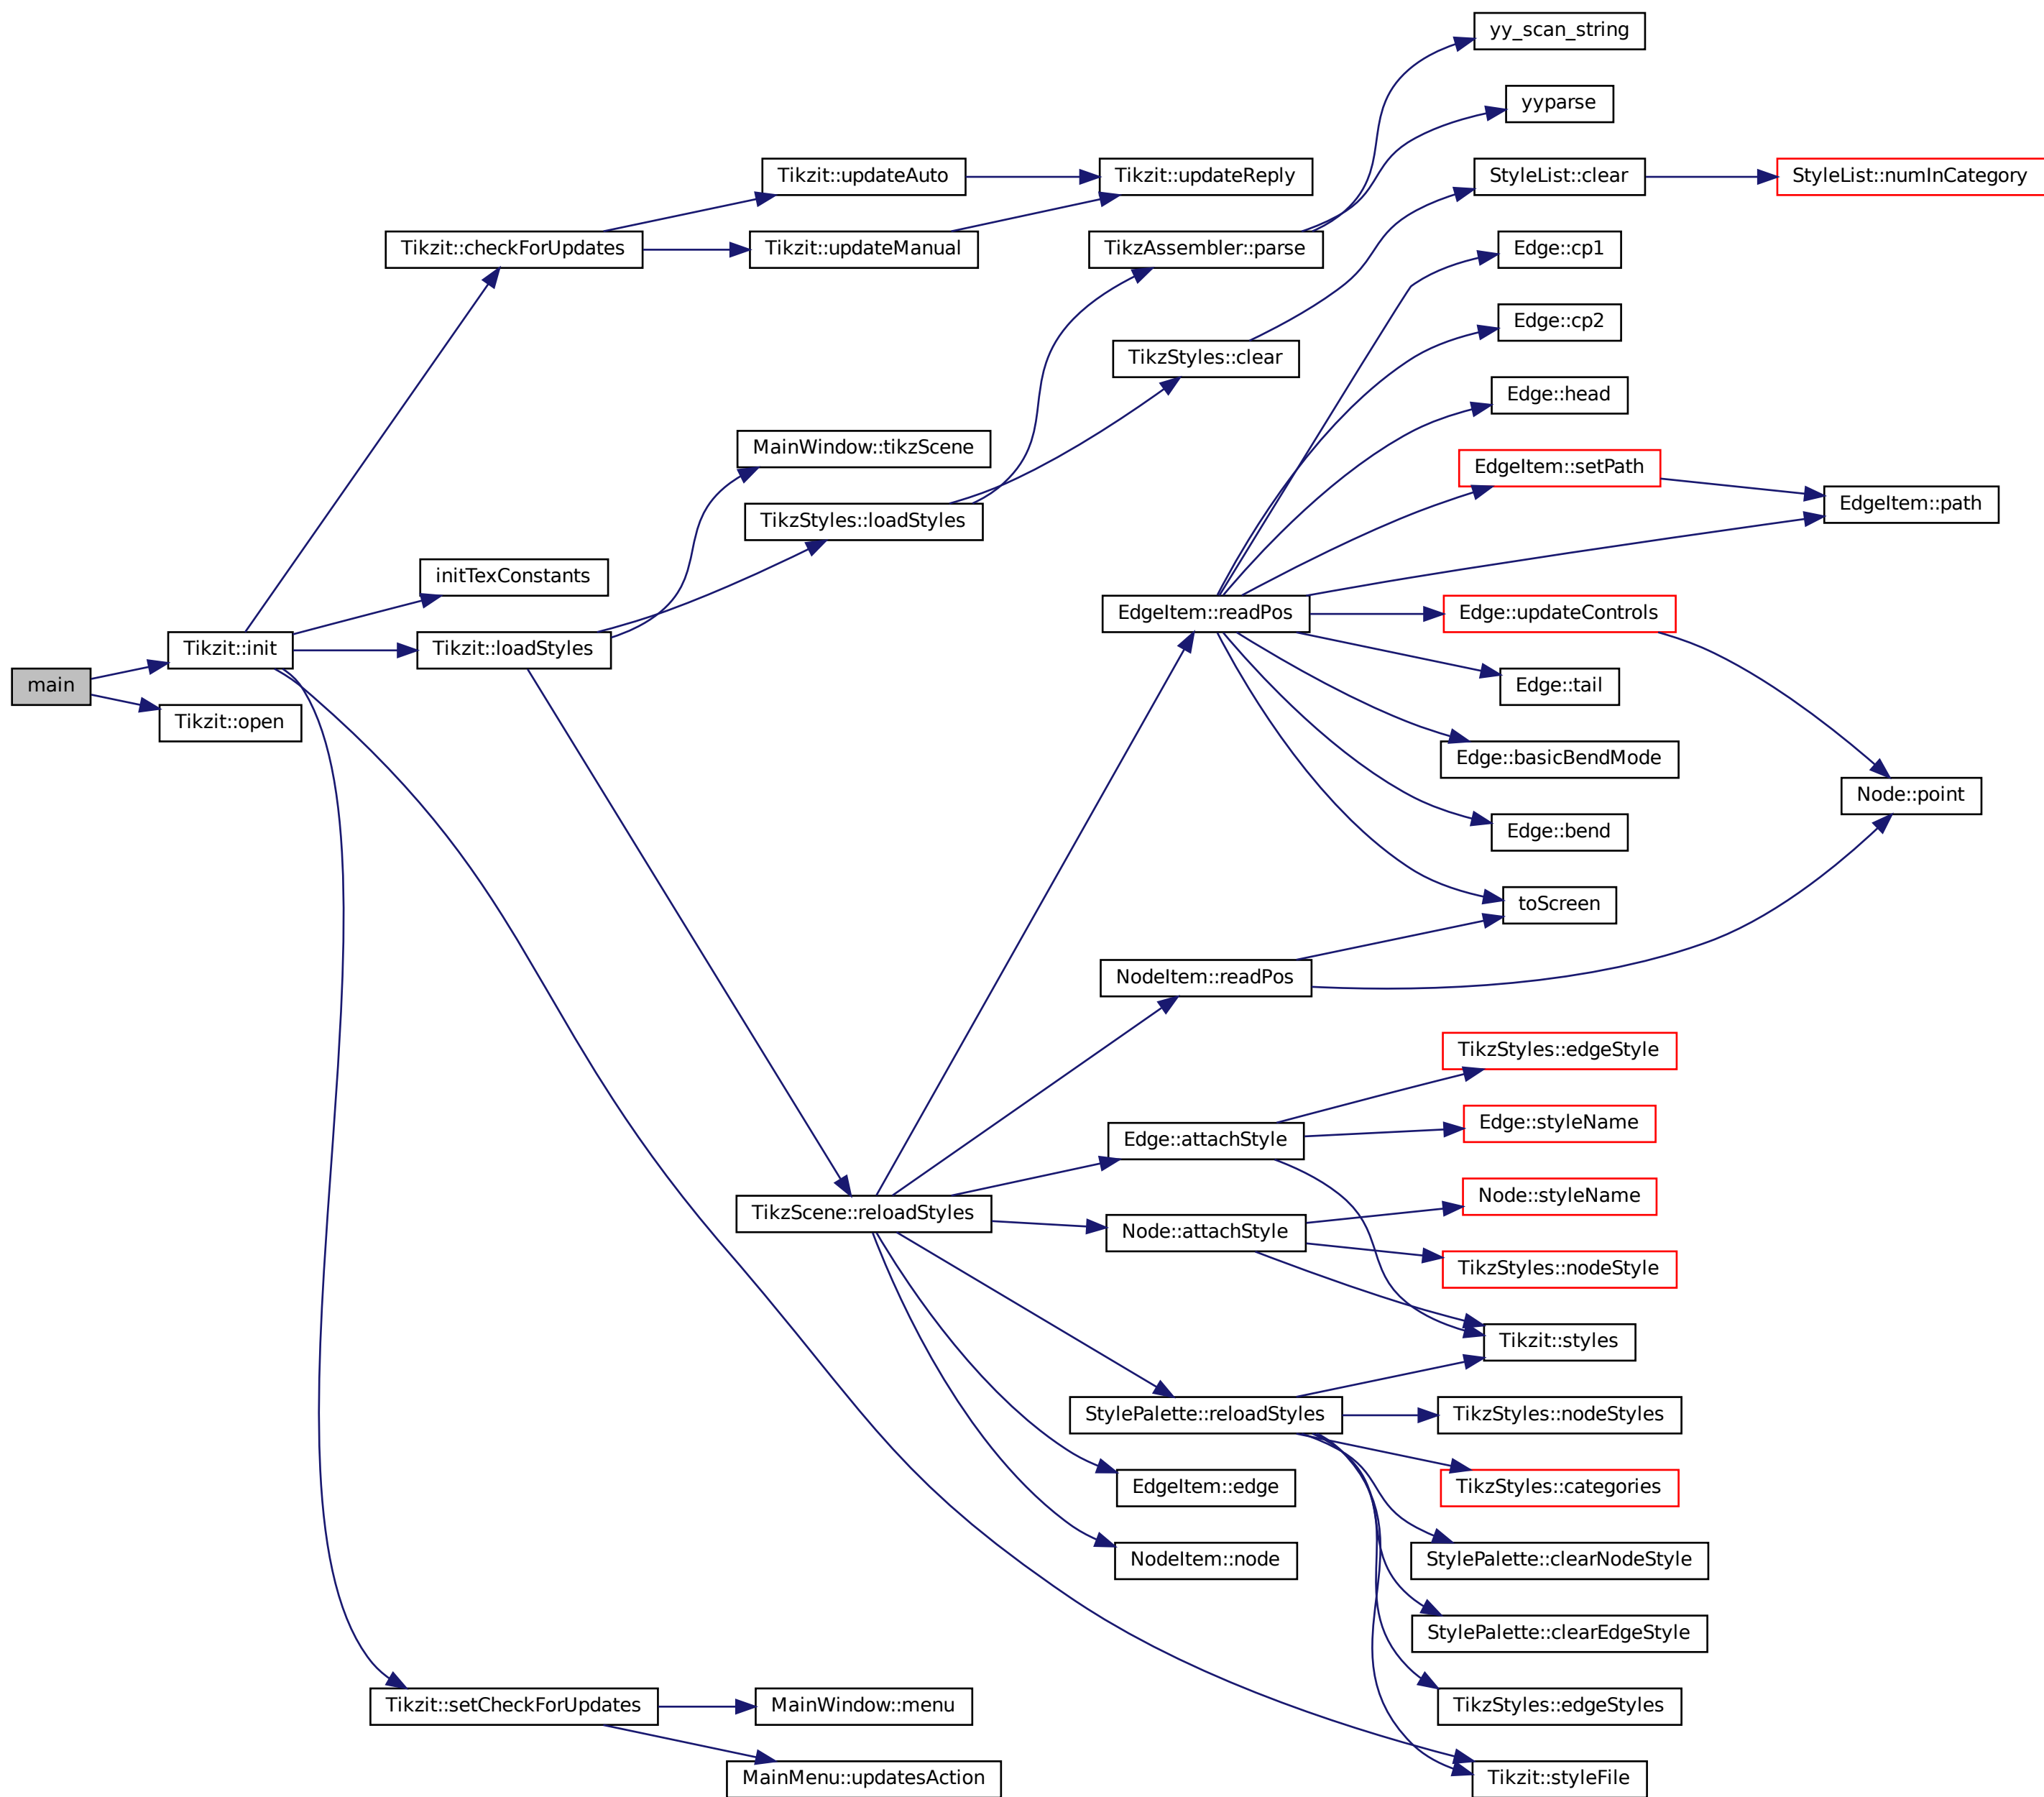 yy_scan_string
yyparse
Tikzit::updateAuto
Tikzit::updateReply
StyleList::clear
StyleList::numInCategory
Tikzit::checkForUpdates
Tikzit::updateManual
TikzAssembler::parse
Edge::cp1
Edge::cp2
TikzStyles::clear
Edge::head
MainWindow::tikzScene
EdgeItem::setPath
EdgeItem::path
TikzStyles::loadStyles
initTexConstants
EdgeItem::readPos
Edge::updateControls
Tikzit::init
Tikzit::loadStyles
main
Edge::tail
Tikzit::open
Edge::basicBendMode
Node::point
Edge::bend
toScreen
NodeItem::readPos
TikzStyles::edgeStyle
Edge::styleName
Edge::attachStyle
Node::styleName
TikzScene::reloadStyles
Node::attachStyle
TikzStyles::nodeStyle
Tikzit::styles
StylePalette::reloadStyles
TikzStyles::nodeStyles
EdgeItem::edge
TikzStyles::categories
NodeItem::node
StylePalette::clearNodeStyle
StylePalette::clearEdgeStyle
Tikzit::setCheckForUpdates
MainWindow::menu
TikzStyles::edgeStyles
MainMenu::updatesAction
Tikzit::styleFile